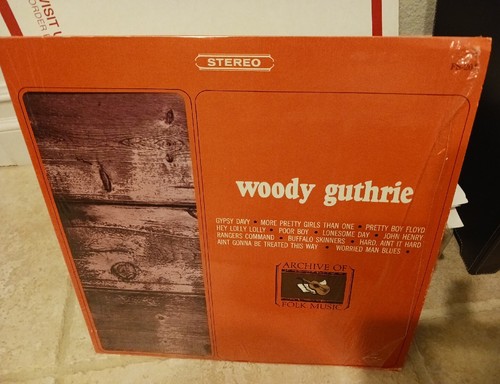 VISIT
ORDER
STEREO
woody guthrie
GYPSY DAVY • MORE PRETTY GIRLS THAN ONE • PRETTY BOY FLOYD
HEY LOLLY LOLLY • POOR BOY • LONESOME DAY • JOHN HENRY
RANGERS COMMAND • BUFFALO SKINNERS • HARD, AINT IT HARD
AINT GONNA BE TREATED THIS WAY • WORRIED MAN BLUES •
ARCHIVE OF
FOLK MUSIC